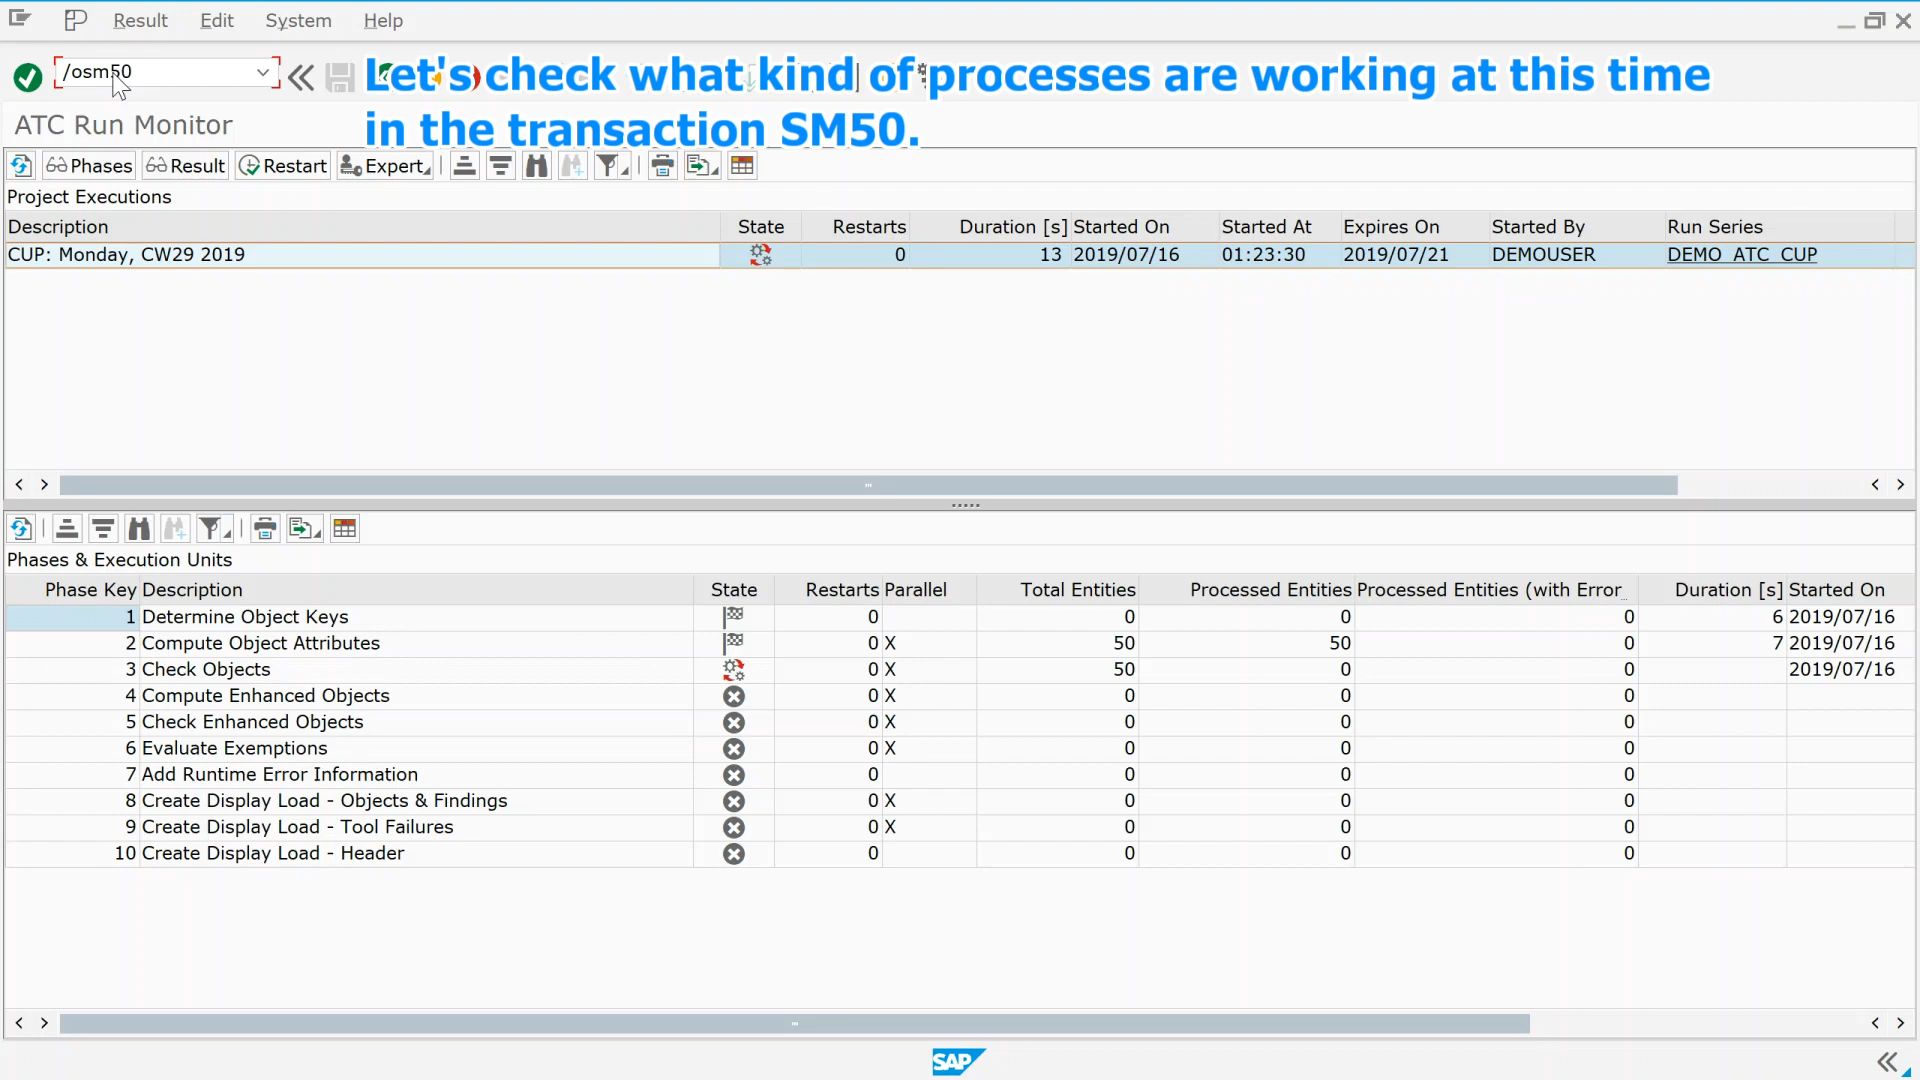 Result Edit System Help
/osm50
Let's check what kind of processes are working at this time
in the transaction SM50.
ATC Run Monitor
Phases Result Restart Expert
Project Executions
Description State Restarts Duration [s] Started On Started At Expires On Started By Run Series
CUP: Monday, CW29 2019 0 13 2019/07/16 01:23:30 2019/07/21 DEMOUSER DEMO_ATC_CUP
Phases & Execution Units
Phase Key Description State Restarts Parallel Total Entities Processed Entities Processed Entities (with Error Duration [s] Started On
1 Determine Object Keys 0 0 0 0 6 2019/07/16
2 Compute Object Attributes 0 X 50 50 0 7 2019/07/16
3 Check Objects 0 X 50 0 0 2019/07/16
4 Compute Enhanced Objects 0 X 0 0 0
5 Check Enhanced Objects 0 X 0 0 0
6 Evaluate Exemptions 0 X 0 0 0
7 Add Runtime Error Information 0 0 0 0
8 Create Display Load - Objects & Findings 0 X 0 0 0
9 Create Display Load - Tool Failures 0 X 0 0 0
10 Create Display Load - Header 0 0 0 0
SAP